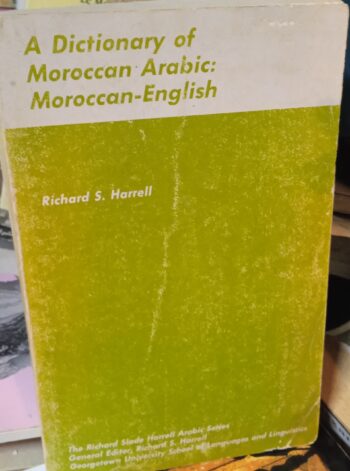 A Dictionary of
Moroccan Arabic:
Moroccan-English
Richard S. Harrell
The Richard Slade Harrell Arabic Series
General Editor, Richard S. Harrell
Georgetown University School of Languages and Linguistics